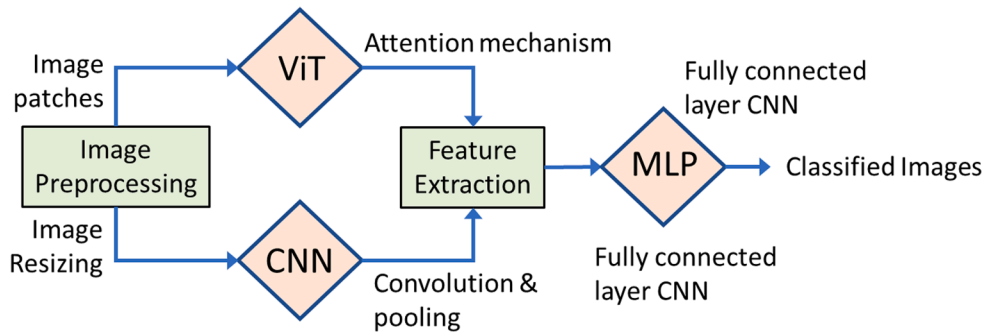 Image
patches
ViT
Attention mechanism
Image
Preprocessing
Image
Resizing
CNN
Convolution &
pooling
Feature
Extraction
Fully connected
layer CNN
MLP
Fully connected
layer CNN
Classified Images